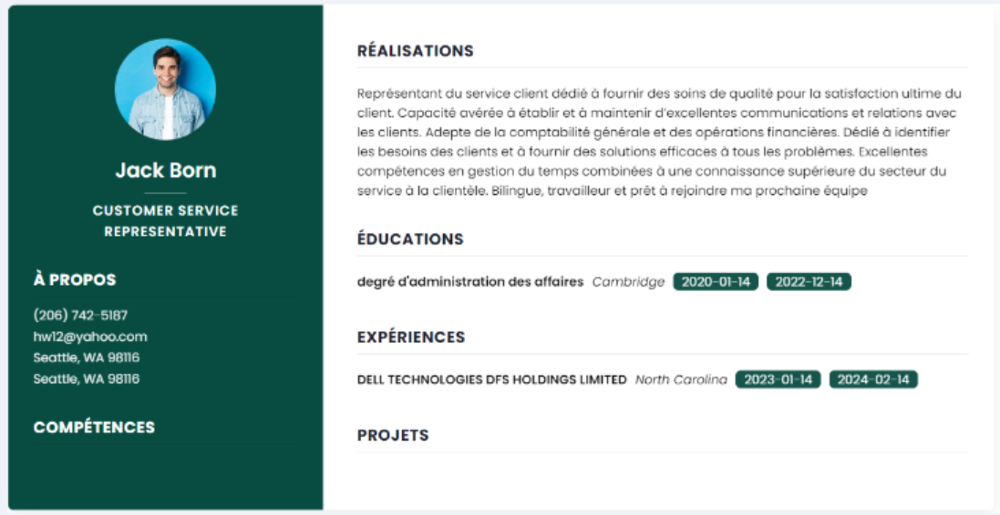 Jack Born
CUSTOMER SERVICE
REPRESENTATIVE
À PROPOS
(206) 742-5187
hw12@yahoo.com
Seattle, WA 98116
Seattle, WA 98116
COMPÉTENCES
RÉALISATIONS
Représentant du service client dédié à fournir des soins de qualité pour la satisfaction ultime du
client. Capacité avérée à établir et à maintenir d'excellentes communications et relations avec
les clients. Adepte de la comptabilité générale et des opérations financières. Dédié à identifier
les besoins des clients et à fournir des solutions efficaces à tous les problèmes. Excellentes
compétences en gestion du temps combinées à une connaissance supérieure du secteur du
service à la clientèle. Bilingue, travailleur et prêt à rejoindre ma prochaine équipe
ÉDUCATIONS
degré d'administration des affaires Cambridge 2020-01-14 2022-12-14
EXPÉRIENCES
DELL TECHNOLOGIES DFS HOLDINGS LIMITED North Carolina 2023-01-14 2024-02-14
PROJETS